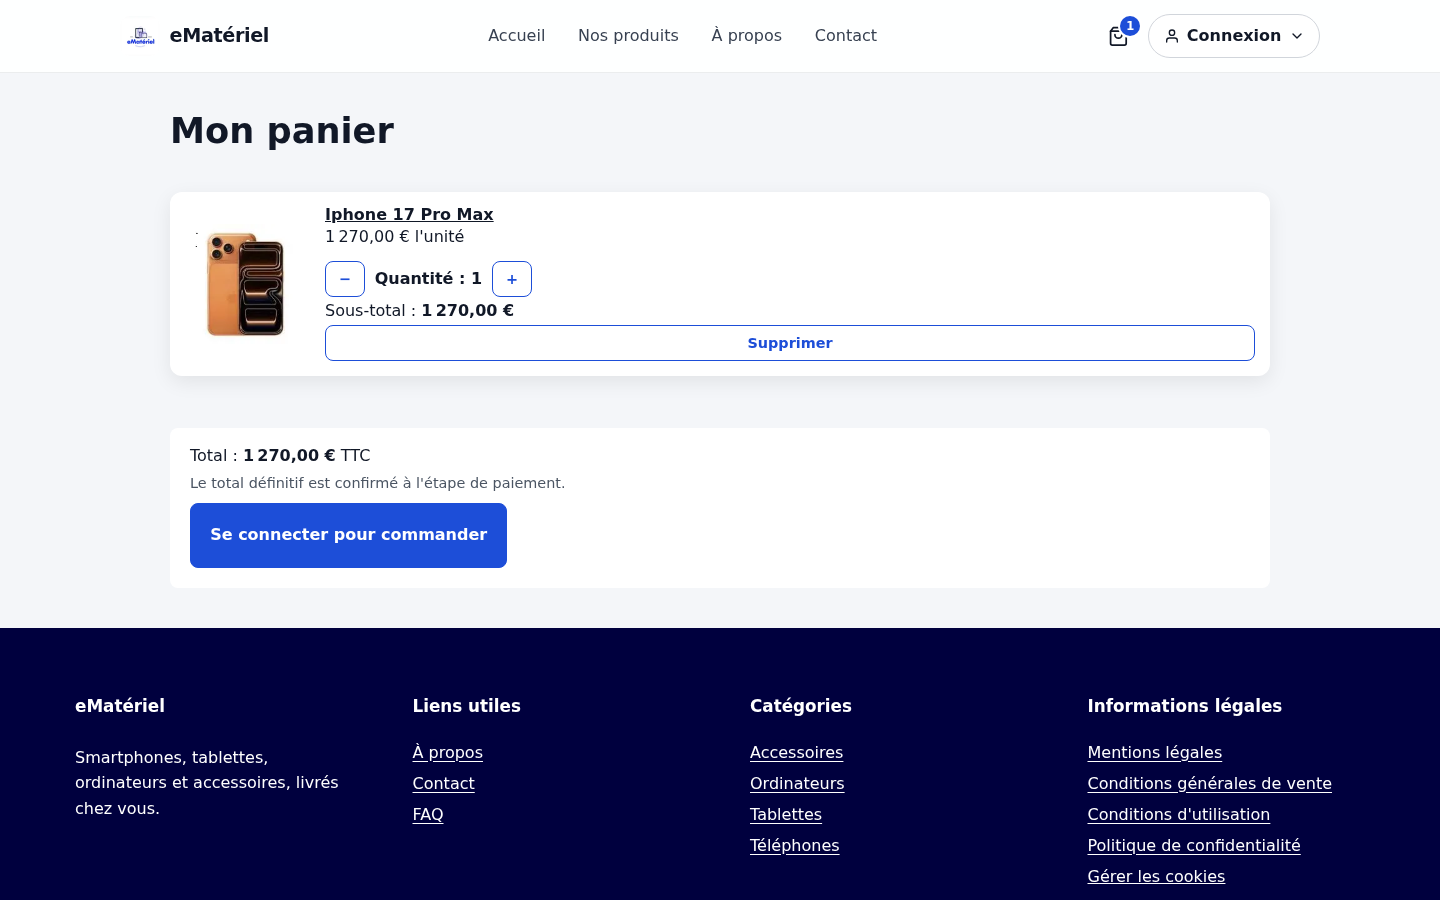 eMatériel
eMatériel
Accueil
Nos produits
À propos
Contact
1
Connexion
Mon panier
Iphone 17 Pro Max
1 270,00 € l'unité
−
Quantité : 1
+
Sous-total : 1 270,00 €
Supprimer
Total : 1 270,00 € TTC
Le total définitif est confirmé à l'étape de paiement.
Se connecter pour commander
eMatériel
Smartphones, tablettes,
ordinateurs et accessoires, livrés
chez vous.
Liens utiles
À propos
Contact
FAQ
Catégories
Accessoires
Ordinateurs
Tablettes
Téléphones
Informations légales
Mentions légales
Conditions générales de vente
Conditions d'utilisation
Politique de confidentialité
Gérer les cookies